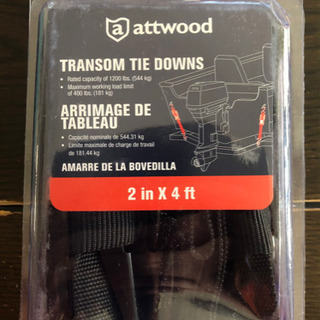 a attwood
TRANSOM TIE DOWNS
• Rated capacity of 1200 lbs. (544 kg)
• Maximum working load limit
of 400 lbs. (181 kg)
ARRIMAGE DE
TABLEAU
• Capacité nominale de 544.31 kg
• Limite maximale de charge de travail
de 181.44 kg
AMARRE DE LA BOVEDILLA
2 in X 4 ft